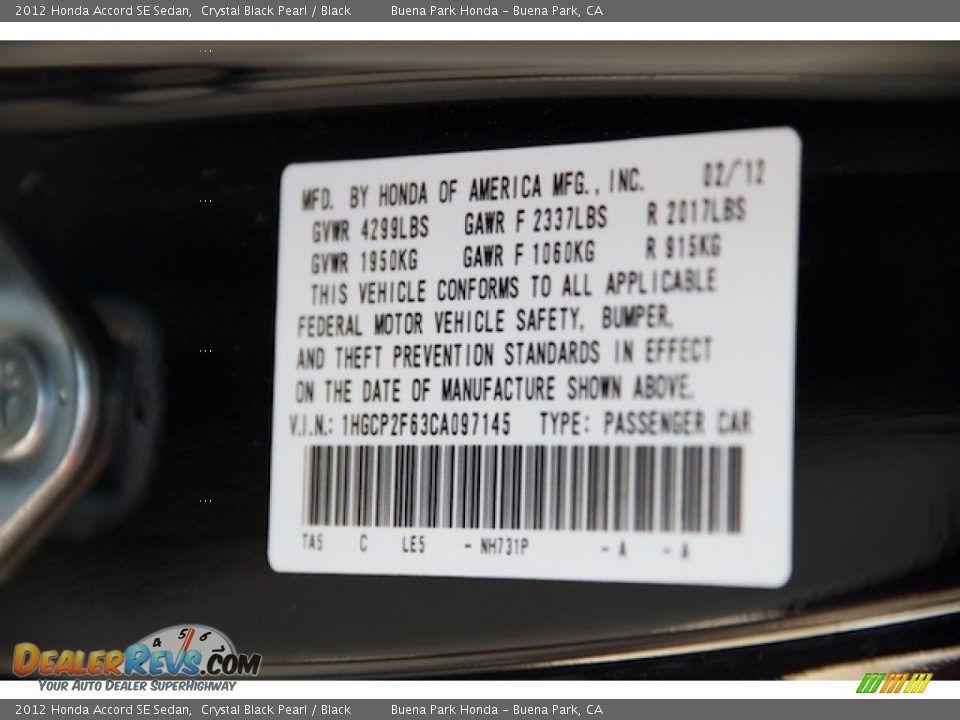 2012 Honda Accord SE Sedan, Crystal Black Pearl / Black Buena Park Honda - Buena Park, CA
MFD. BY HONDA OF AMERICA MFG., INC. 02/'12
GVWR 4299LBS GAWR F 2337LBS R 2017LBS
GVWR 1950KG GAWR F 1060KG R 915KG
THIS VEHICLE CONFORMS TO ALL APPLICABLE
FEDERAL MOTOR VEHICLE SAFETY, BUMPER,
AND THEFT PREVENTION STANDARDS IN EFFECT
ON THE DATE OF MANUFACTURE SHOWN ABOVE.
V.I.N.: 1HGCP2F63CA097145 TYPE: PASSENGER CAR
TA5 C LE5 - NH731P - A - A
4 5 6
DEALERREVS.COM
YOUR AUTO DEALER SUPERHIGHWAY
2012 Honda Accord SE Sedan, Crystal Black Pearl / Black Buena Park Honda - Buena Park, CA